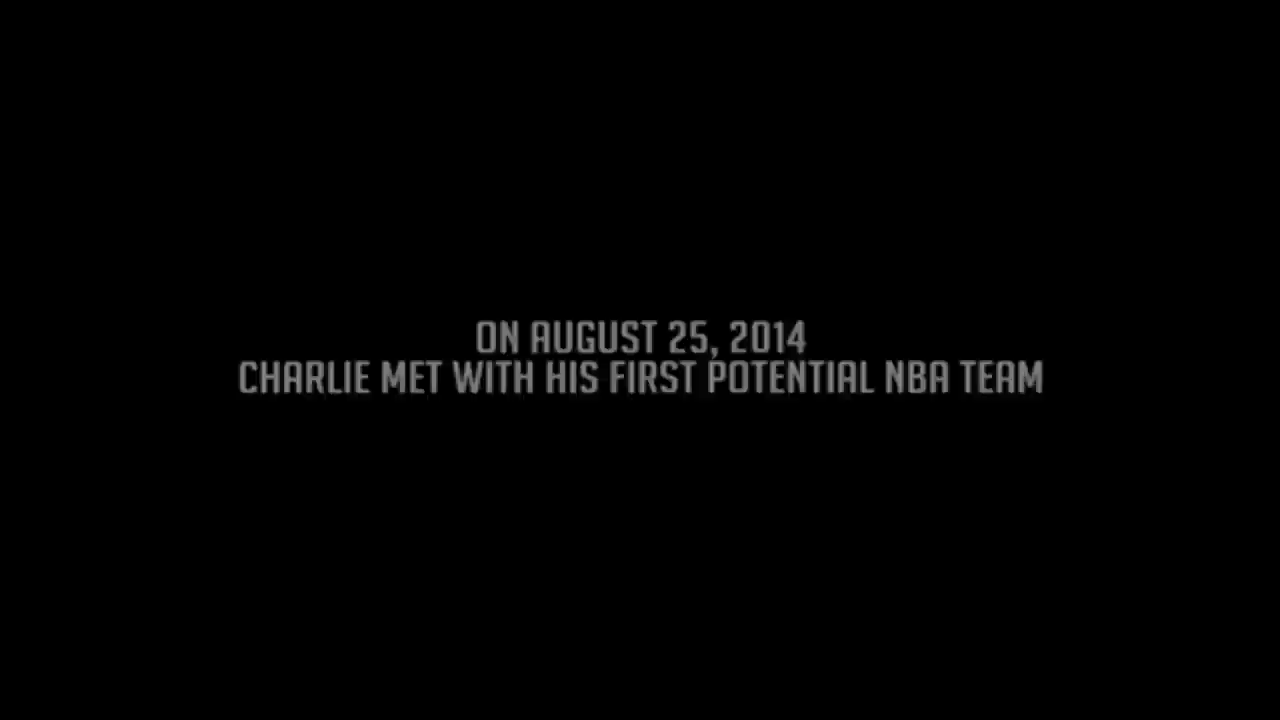 ON AUGUST 25, 2014
CHARLIE MET WITH HIS FIRST POTENTIAL NBA TEAM